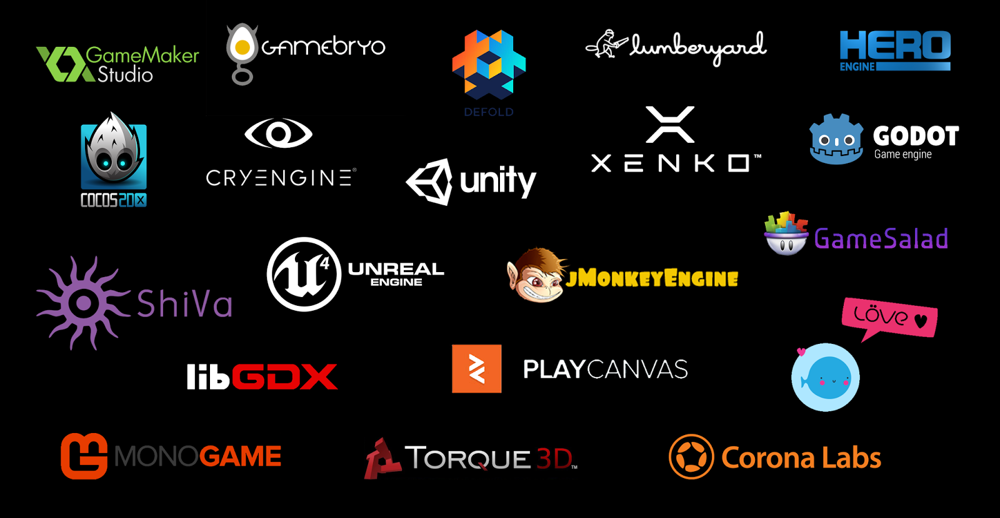 GameMaker
Studio
GAMEBRYO
DEFOLD
lumberyard
HERO
ENGINE
COCOS2DX
CRYENGINE®
unity
XENKO™
GODOT
Game engine
GameSalad
ShiVa
U4
UNREAL
ENGINE
jMONKEYENGINE
LÖVE
libGDX
PLAYCANVAS
MONOGAME
TORQUE 3D™
Corona Labs